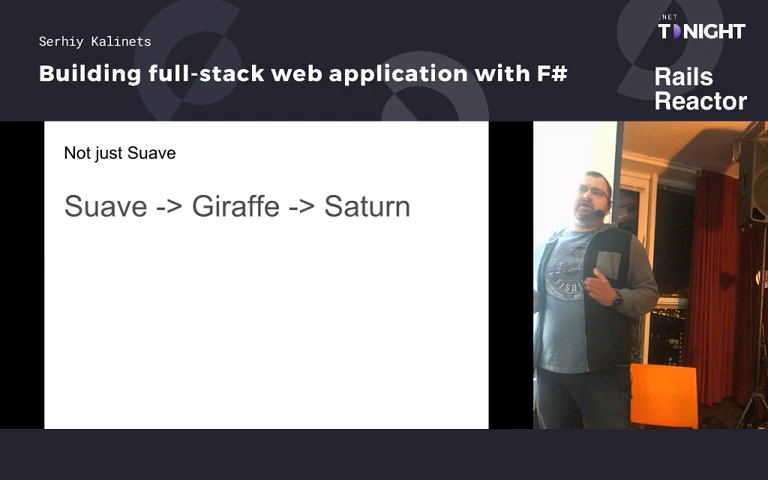 Serhiy Kalinets
Building full-stack web application with F#
.NET
TONIGHT
Rails
Reactor
Not just Suave
Suave -> Giraffe -> Saturn